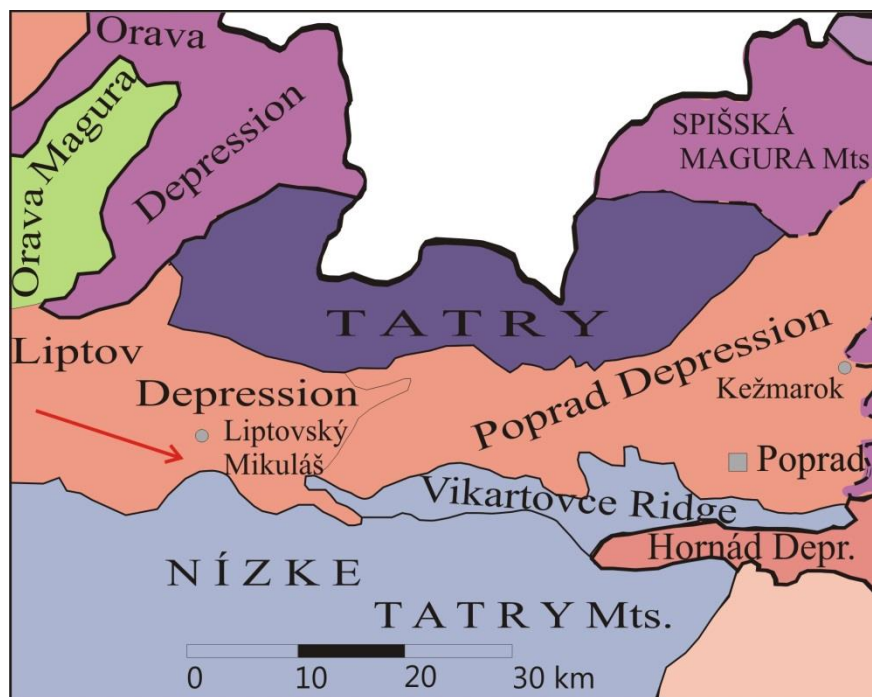 Orava
Depression
Orava Magura
SPIŠSKÁ
MAGURA Mts
TATRY
Liptov
Depression
Liptovský
Mikuláš
Poprad Depression
Kežmarok
Poprad
Vikartovce Ridge
Hornád Depr.
NÍZKE
TATRY Mts.
0 10 20 30 km